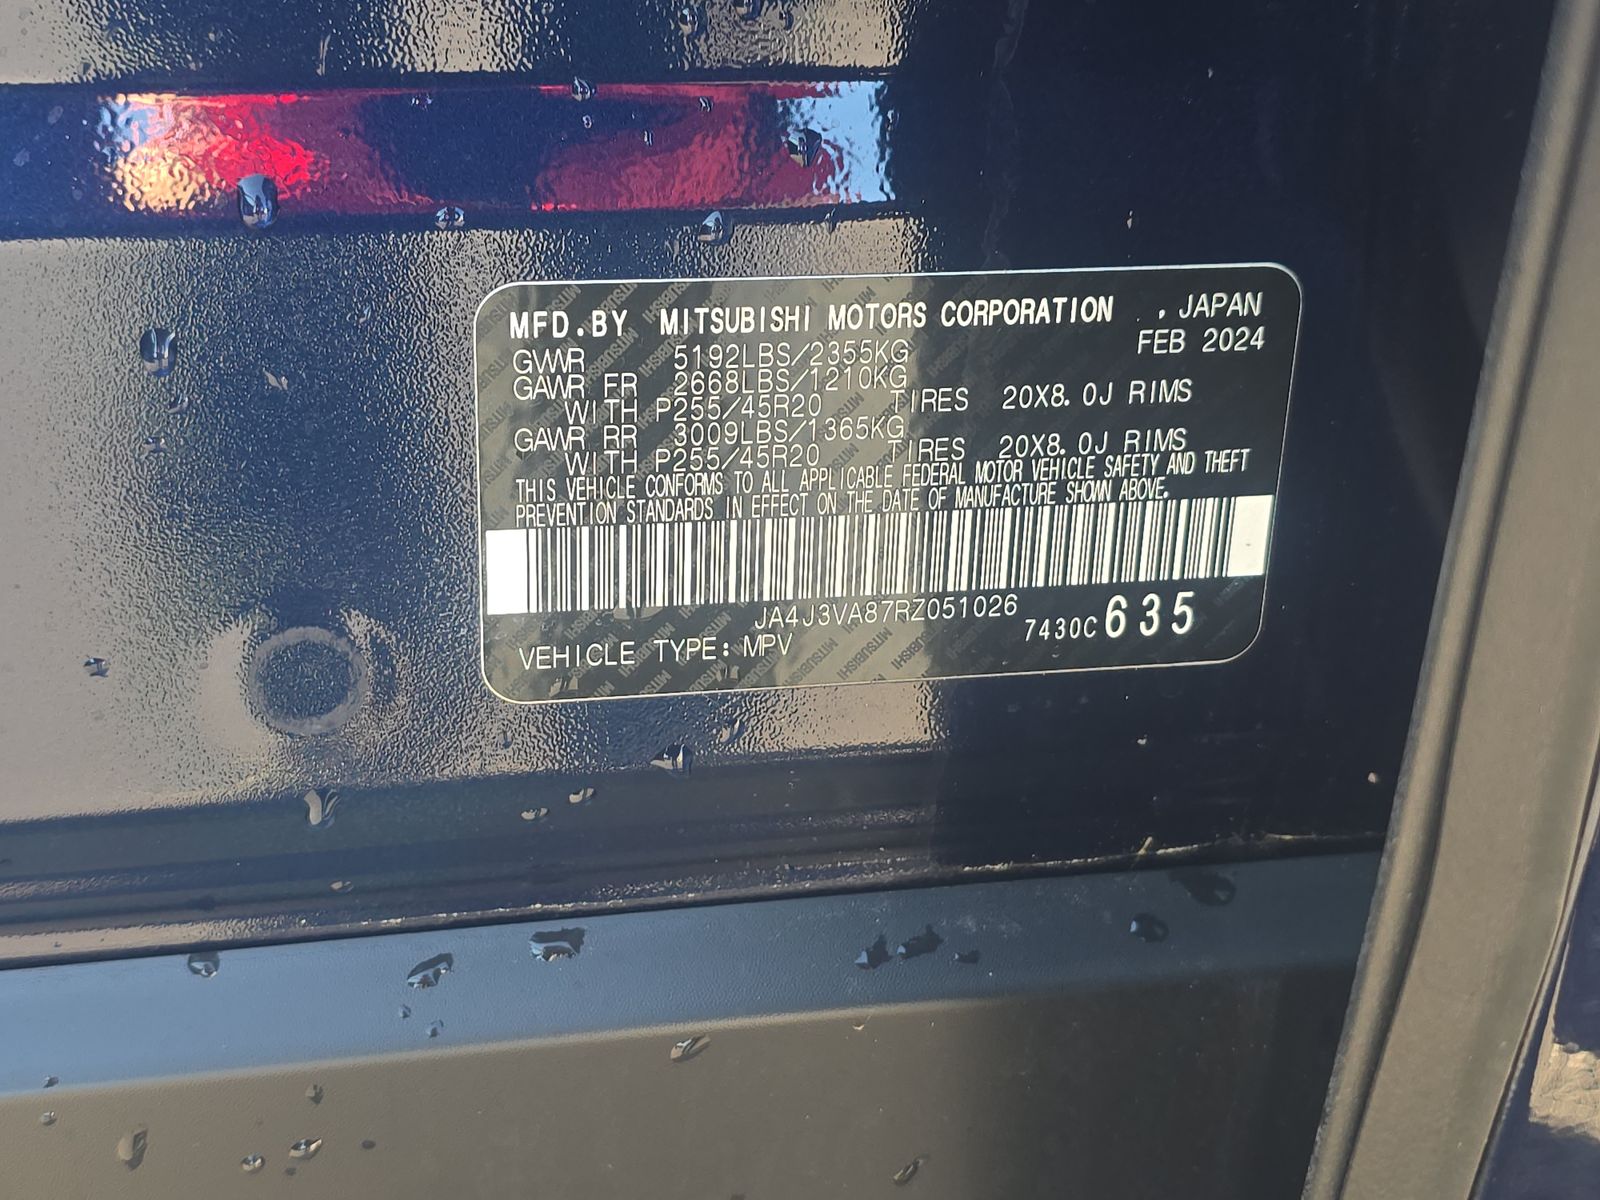 MFD.BY MITSUBISHI MOTORS CORPORATION , JAPAN
FEB 2024
GVWR 5192LBS/2355KG
GAWR FR 2668LBS/1210KG
WITH P255/45R20 TIRES 20X8.0J RIMS
GAWR RR 3009LBS/1365KG
WITH P255/45R20 TIRES 20X8.0J RIMS
THIS VEHICLE CONFORMS TO ALL APPLICABLE FEDERAL MOTOR VEHICLE SAFETY AND THEFT
PREVENTION STANDARDS IN EFFECT ON THE DATE OF MANUFACTURE SHOWN ABOVE.
JA4J3VA87RZ051026
7430C635
VEHICLE TYPE: MPV